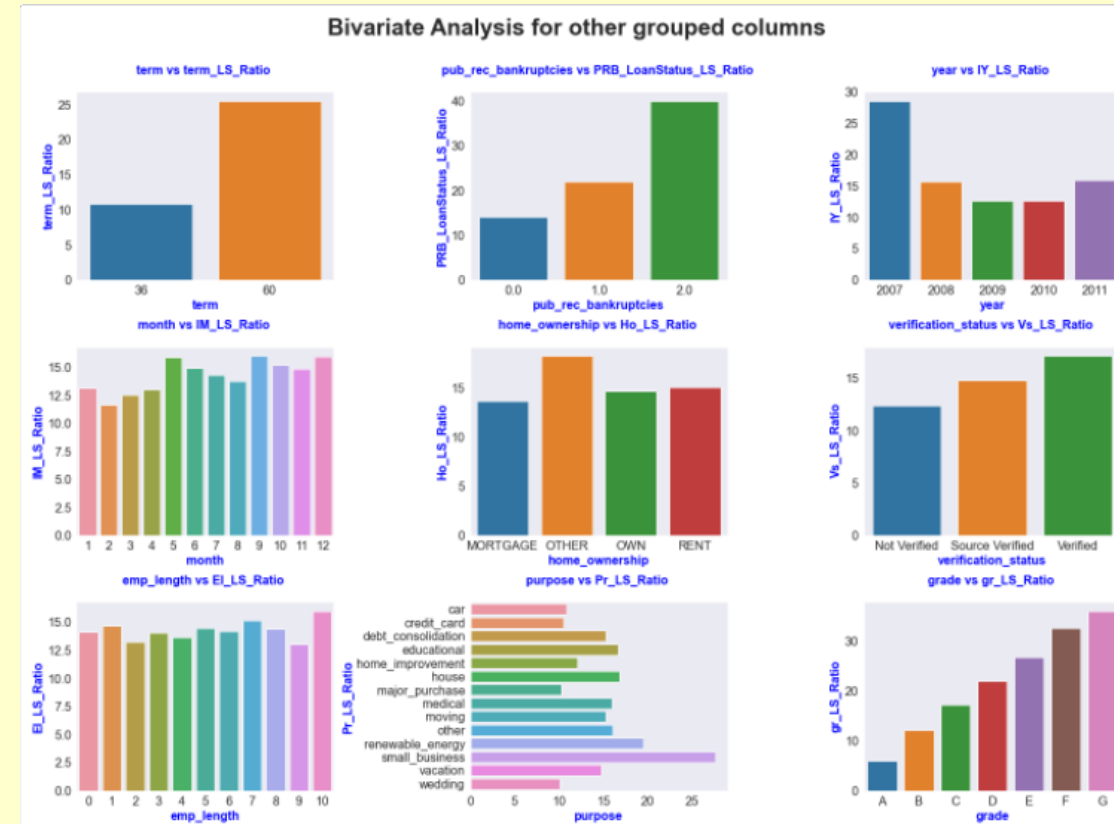 Bivariate Analysis for other grouped columns
term vs term_LS_Ratio
term_LS_Ratio
25
20
15
10
5
0
36 60
term
pub_rec_bankruptcies vs PRB_LoanStatus_LS_Ratio
PRB_LoanStatus_LS_Ratio
40
30
20
10
0
0.0 1.0 2.0
pub_rec_bankruptcies
year vs IY_LS_Ratio
IY_LS_Ratio
30
25
20
15
10
5
0
2007 2008 2009 2010 2011
year
month vs IM_LS_Ratio
IM_LS_Ratio
15.0
12.5
10.0
7.5
5.0
2.5
0.0
1 2 3 4 5 6 7 8 9 10 11 12
month
home_ownership vs Ho_LS_Ratio
Ho_LS_Ratio
15
10
5
0
MORTGAGE OTHER OWN RENT
home_ownership
verification_status vs Vs_LS_Ratio
Vs_LS_Ratio
15
10
5
0
Not Verified Source Verified Verified
verification_status
emp_length vs El_LS_Ratio
El_LS_Ratio
15.0
12.5
10.0
7.5
5.0
2.5
0.0
0 1 2 3 4 5 6 7 8 9 10
emp_length
purpose vs Pr_LS_Ratio
Pr_LS_Ratio
car
credit_card
debt_consolidation
educational
home_improvement
house
major_purchase
medical
moving
other
renewable_energy
small_business
vacation
wedding
0 5 10 15 20 25
purpose
grade vs gr_LS_Ratio
gr_LS_Ratio
30
20
10
0
A B C D E F G
grade